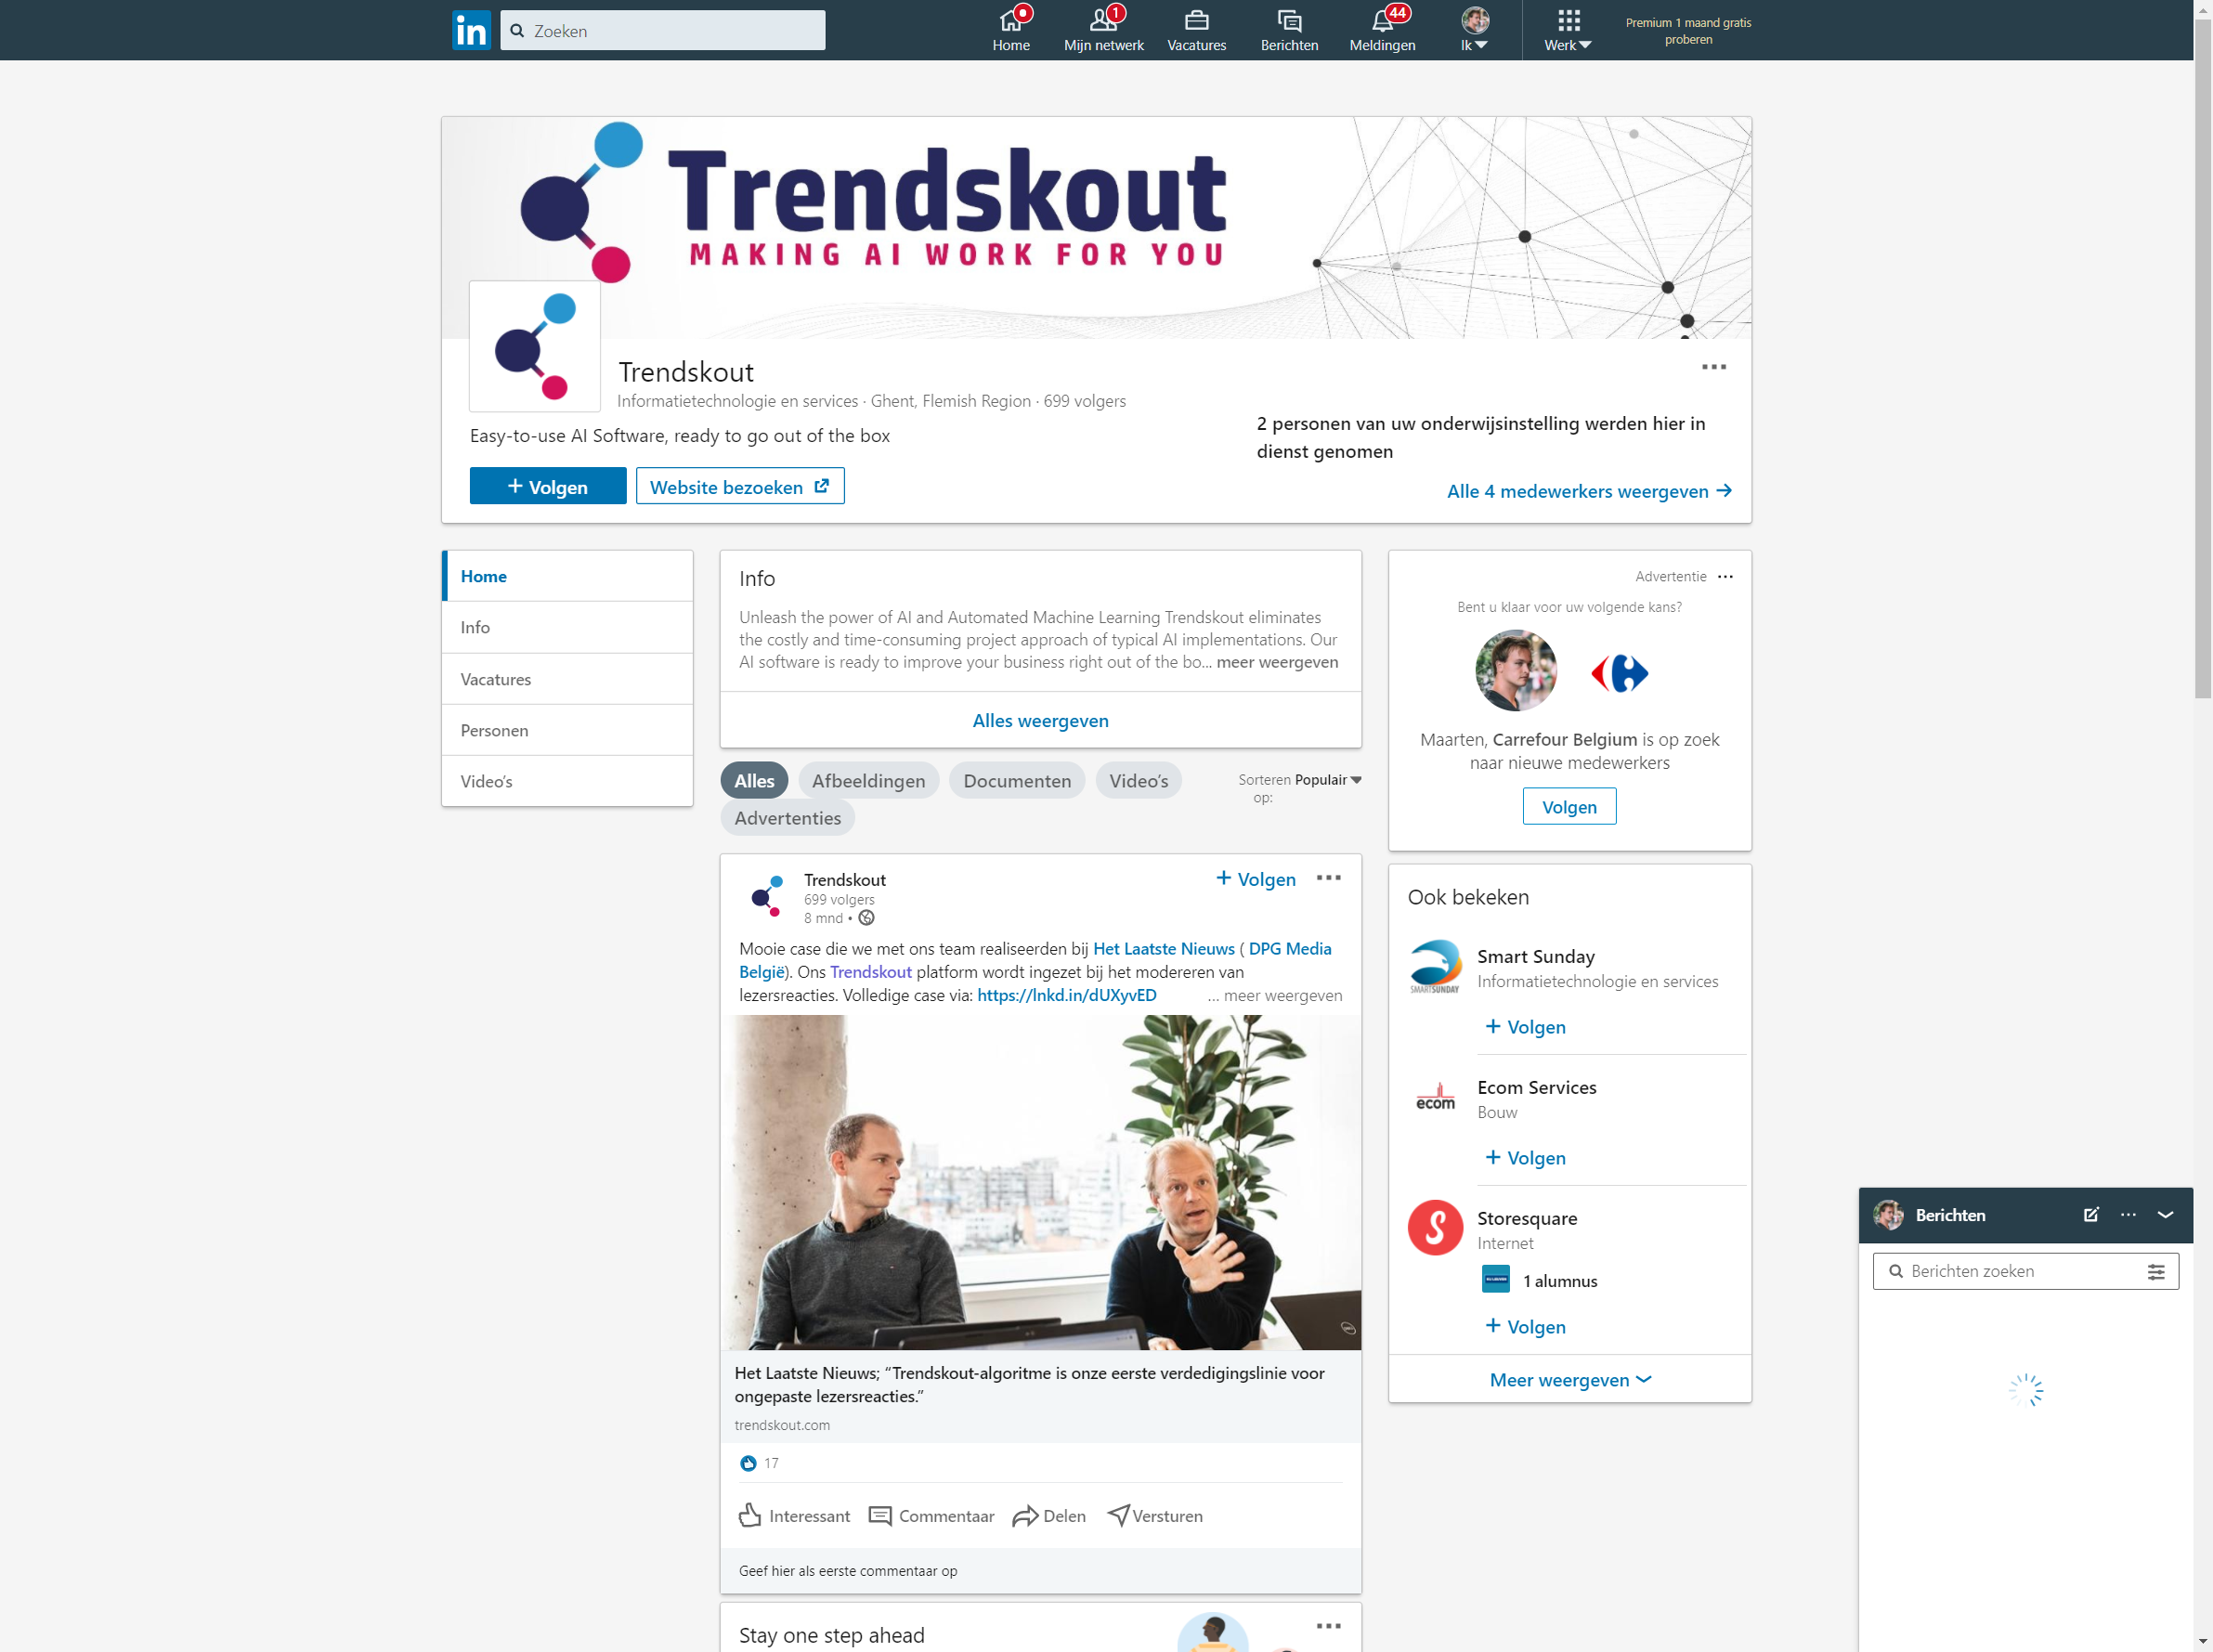 in
Zoeken
Home
Mijn netwerk
1
Vacatures
Berichten
Meldingen
44
Ik
Werk
Premium 1 maand gratis
proberen
Trendskout
MAKING AI WORK FOR YOU
Trendskout
Informatietechnologie en services · Ghent, Flemish Region · 699 volgers
Easy-to-use AI Software, ready to go out of the box
+ Volgen
Website bezoeken
2 personen van uw onderwijsinstelling werden hier in
dienst genomen
Alle 4 medewerkers weergeven →
Home
Info
Vacatures
Personen
Video's
Info
Unleash the power of AI and Automated Machine Learning Trendskout eliminates
the costly and time-consuming project approach of typical AI implementations. Our
AI software is ready to improve your business right out of the bo... meer weergeven
Alles weergeven
Alles
Afbeeldingen
Documenten
Video's
Advertenties
Sorteren Populair
op:
Trendskout
699 volgers
8 mnd •
+ Volgen
Mooie case die we met ons team realiseerden bij Het Laatste Nieuws ( DPG Media
België). Ons Trendskout platform wordt ingezet bij het modereren van
lezersreacties. Volledige case via: https://lnkd.in/dUXyvED ... meer weergeven
Het Laatste Nieuws; “Trendskout-algoritme is onze eerste verdedigingslinie voor
ongepaste lezersreacties.”
trendskout.com
17
Interessant
Commentaar
Delen
Versturen
Geef hier als eerste commentaar op
Stay one step ahead
Advertentie
Bent u klaar voor uw volgende kans?
Maarten, Carrefour Belgium is op zoek
naar nieuwe medewerkers
Volgen
Ook bekeken
SMARTSUNDAY
Smart Sunday
Informatietechnologie en services
+ Volgen
ecom
Ecom Services
Bouw
+ Volgen
S
Storesquare
Internet
1 alumnus
+ Volgen
Meer weergeven
Berichten
Berichten zoeken